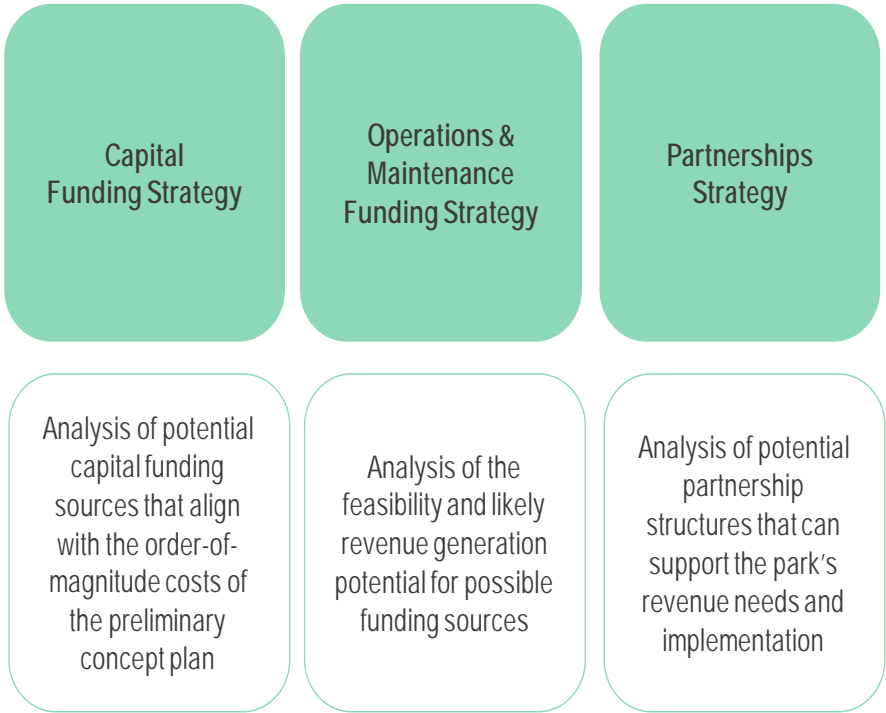 Capital
Funding Strategy
Operations &
Maintenance
Funding Strategy
Partnerships
Strategy
Analysis of potential
capital funding
sources that align
with the order-of-
magnitude costs of
the preliminary
concept plan
Analysis of the
feasibility and likely
revenue generation
potential for possible
funding sources
Analysis of potential
partnership
structures that can
support the park's
revenue needs and
implementation